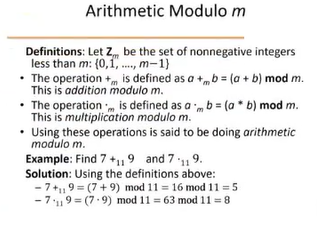 Arithmetic Modulo m
Definitions: Let Zₘ be the set of nonnegative integers
less than m: {0,1, …., m−1}
• The operation +ₘ is defined as a +ₘ b = (a + b) mod m.
This is addition modulo m.
• The operation ·ₘ is defined as a ·ₘ b = (a * b) mod m.
This is multiplication modulo m.
• Using these operations is said to be doing arithmetic
modulo m.
Example: Find 7 +₁₁ 9 and 7 ·₁₁ 9.
Solution: Using the definitions above:
– 7 +₁₁ 9 = (7 + 9) mod 11 = 16 mod 11 = 5
– 7 ·₁₁ 9 = (7 · 9) mod 11 = 63 mod 11 = 8